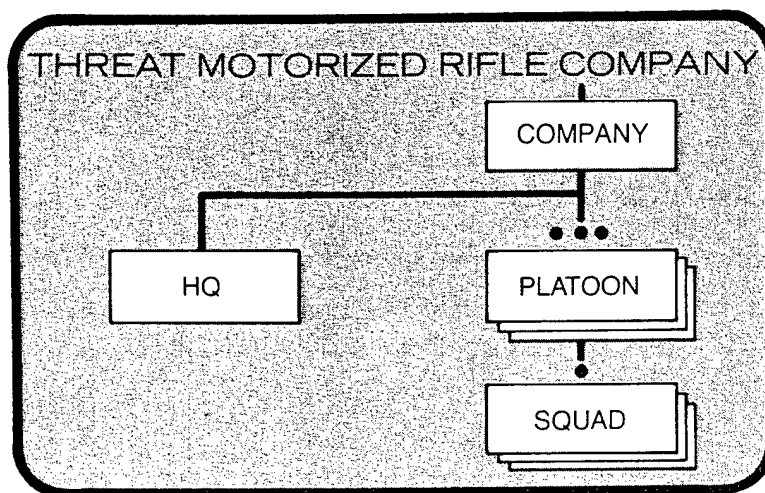 THREAT MOTORIZED RIFLE COMPANY
COMPANY
HQ
PLATOON
SQUAD